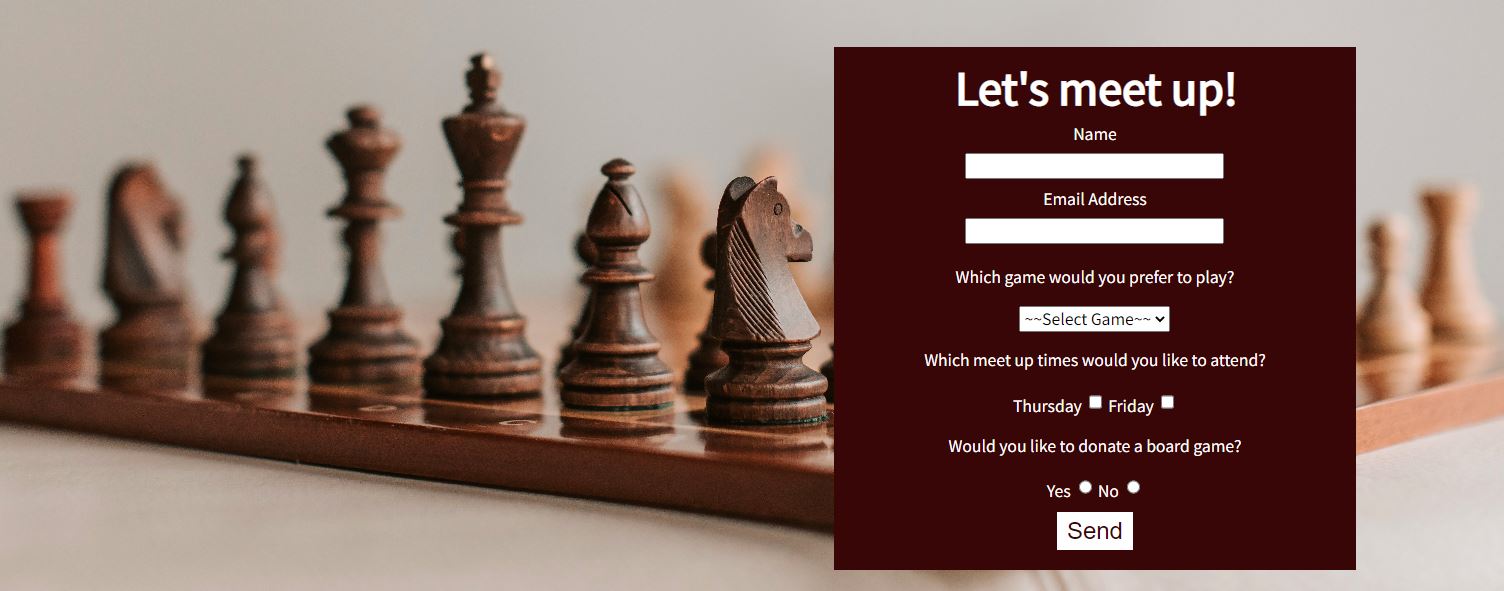 Let's meet up!
Name
Email Address
Which game would you prefer to play?
~~Select Game~~
Which meet up times would you like to attend?
Thursday Friday
Would you like to donate a board game?
Yes No
Send